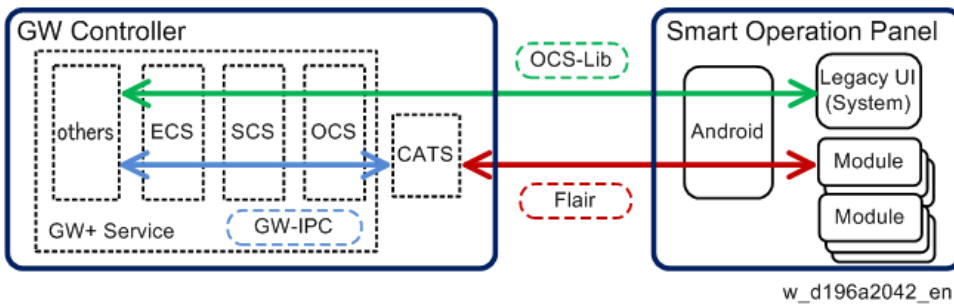 GW Controller
Smart Operation Panel
OCS-Lib
Legacy UI
(System)
others
ECS
SCS
OCS
CATS
Android
Module
Flair
Module
GW+ Service
GW-IPC
w_d196a2042_en